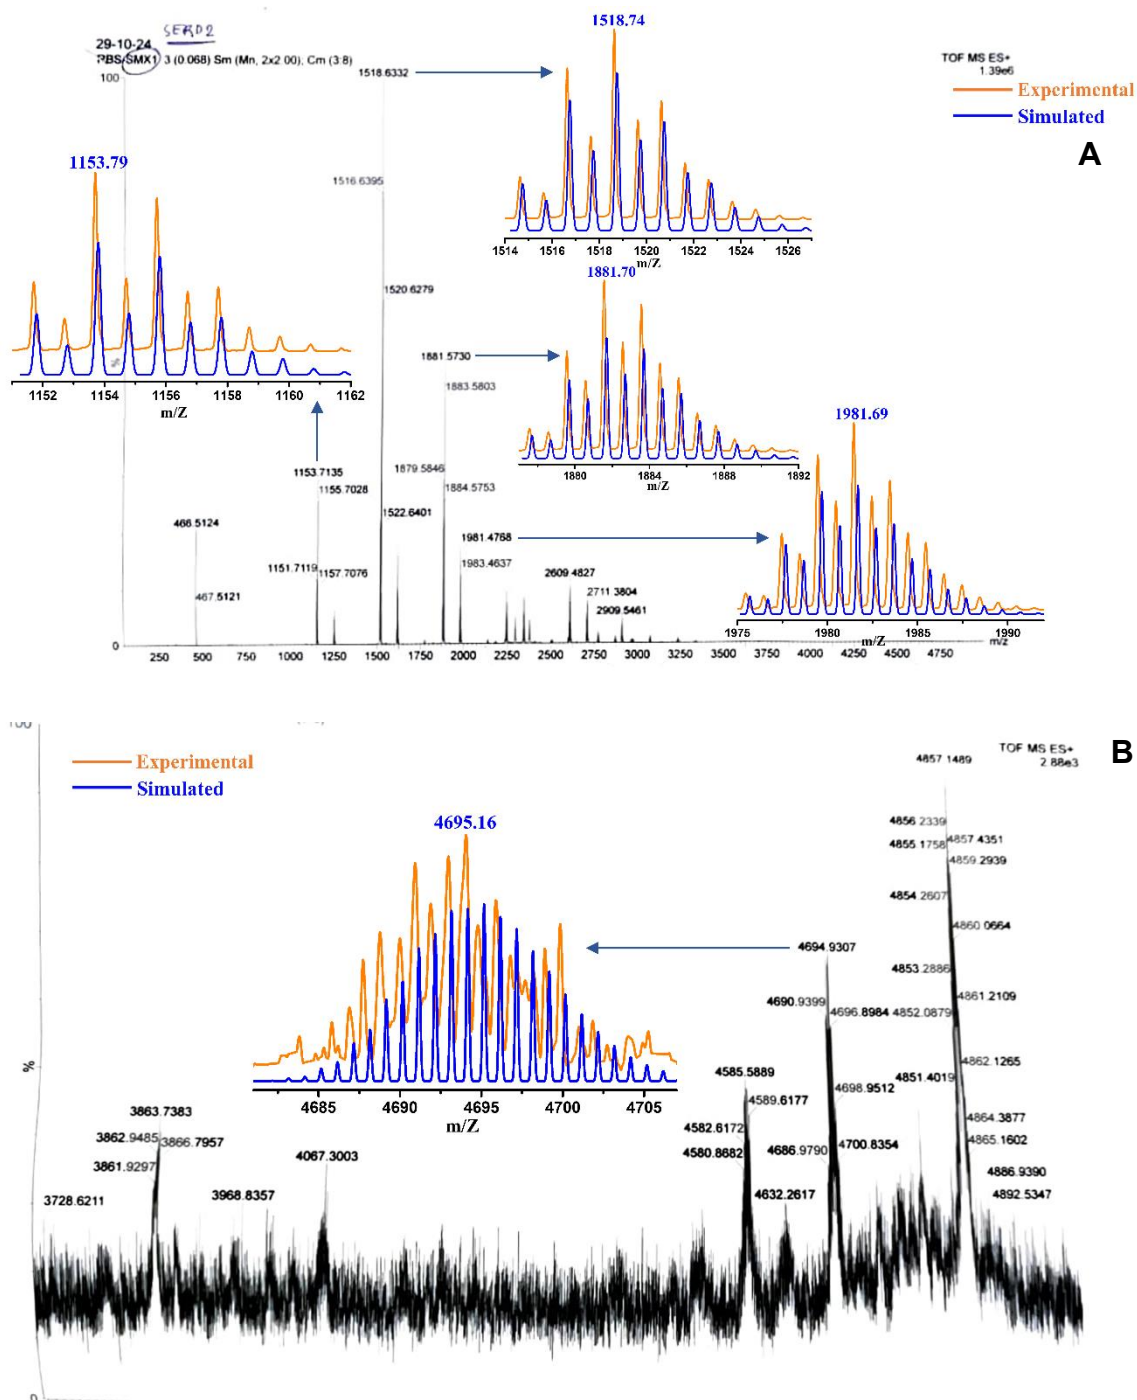 SERD2
29-10-24
PBS/SMX1 3 (0.068) Sm (Mn, 2x2.00); Cm (3:8)
TOF MS ES+
1.39e6
Experimental
Simulated
A
100
1518.6332
1518.74
1514 1516 1518 1520 1522 1524 1526
m/Z
1153.79
1152 1154 1156 1158 1160 1162
m/Z
1516.6395
1520.6279
1881.5730
1883.5803
1881.70
1880 1884 1888 1892
m/Z
1879.5846
1884.5753
1153.7135
1155.7028
1522.6401
466.5124
467.5121
1151.7119
1157.7076
1981.4768
1983.4637
1981.69
1975 1980 1985 1990
m/Z
2609.4827
2711.3804
2909.5461
0
250 500 750 1000 1250 1500 1750 2000 2250 2500 2750 3000 3250 3500 3750 4000 4250 4500 4750
m/z
100
Experimental
Simulated
TOF MS ES+
2.88e3
B
4695.16
4685 4690 4695 4700 4705
m/Z
%
4857.1489
4856.2339
4855.1758
4857.4351
4859.2939
4854.2607
4860.0664
4853.2886
4852.0879
4861.2109
4862.1265
4851.4019
4864.3877
4865.1602
4886.9390
4892.5347
4694.9307
4690.9399
4696.8984
4698.9512
4686.9790
4700.8354
4585.5889
4589.6177
4582.6172
4580.8682
4632.2617
3863.7383
3862.9485
3866.7957
3861.9297
3728.6211
3968.8357
4067.3003
0